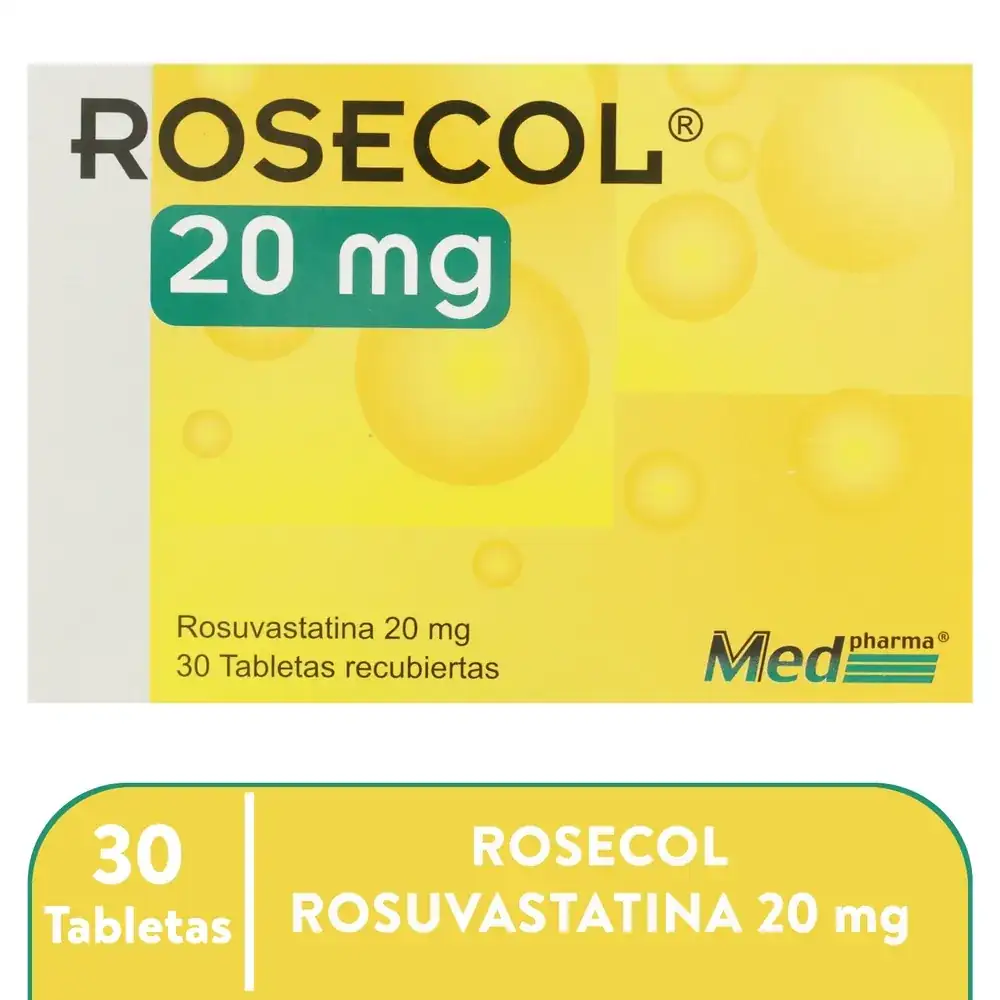 ROSECOL®
20 mg
Rosuvastatina 20 mg
30 Tabletas recubiertas
Med pharma®
30
Tabletas
ROSECOL
ROSUVASTATINA 20 mg